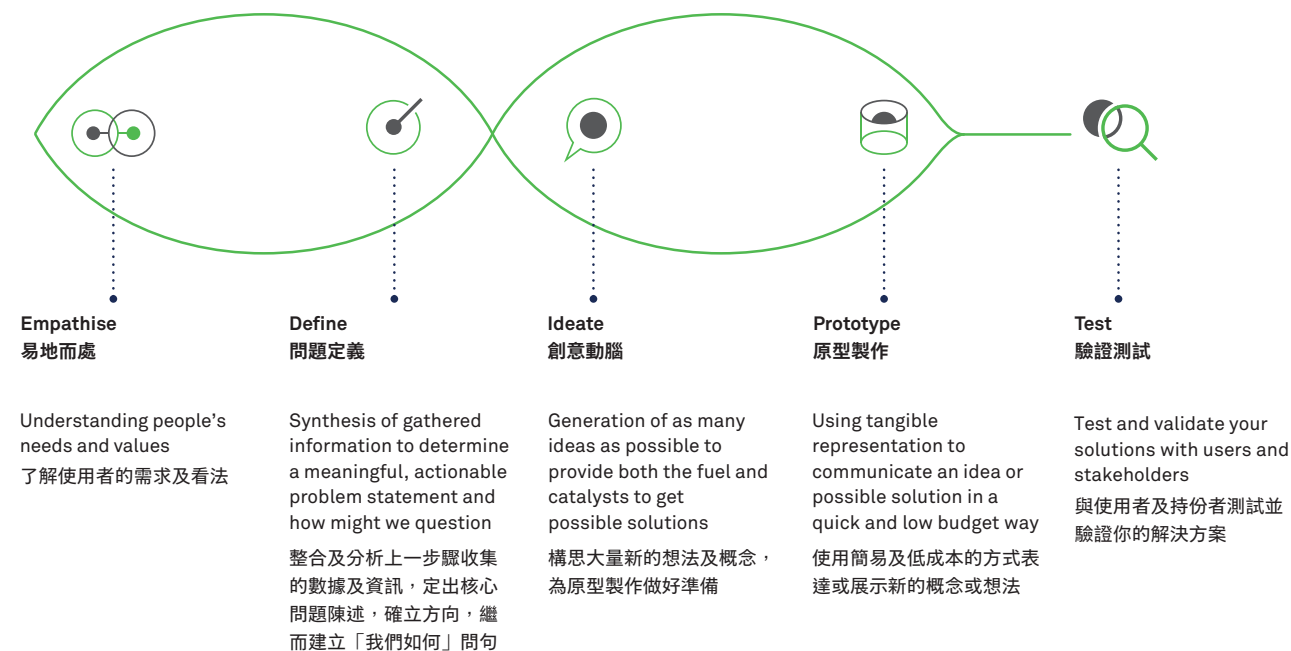 Empathise
易地而處
Understanding people's
needs and values
了解使用者的需求及看法
Define
問題定義
Synthesis of gathered
information to determine
a meaningful, actionable
problem statement and
how might we question
整合及分析上一步驟收集
的數據及資訊，定出核心
問題陳述，確立方向，繼
而建立「我們如何」問句
Ideate
創意動腦
Generation of as many
ideas as possible to
provide both the fuel and
catalysts to get
possible solutions
構思大量新的想法及概念，
為原型製作做好準備
Prototype
原型製作
Using tangible
representation to
communicate an idea or
possible solution in a
quick and low budget way
使用簡易及低成本的方式表
達或展示新的概念或想法
Test
驗證測試
Test and validate your
solutions with users and
stakeholders
與使用者及持份者測試並
驗證你的解決方案